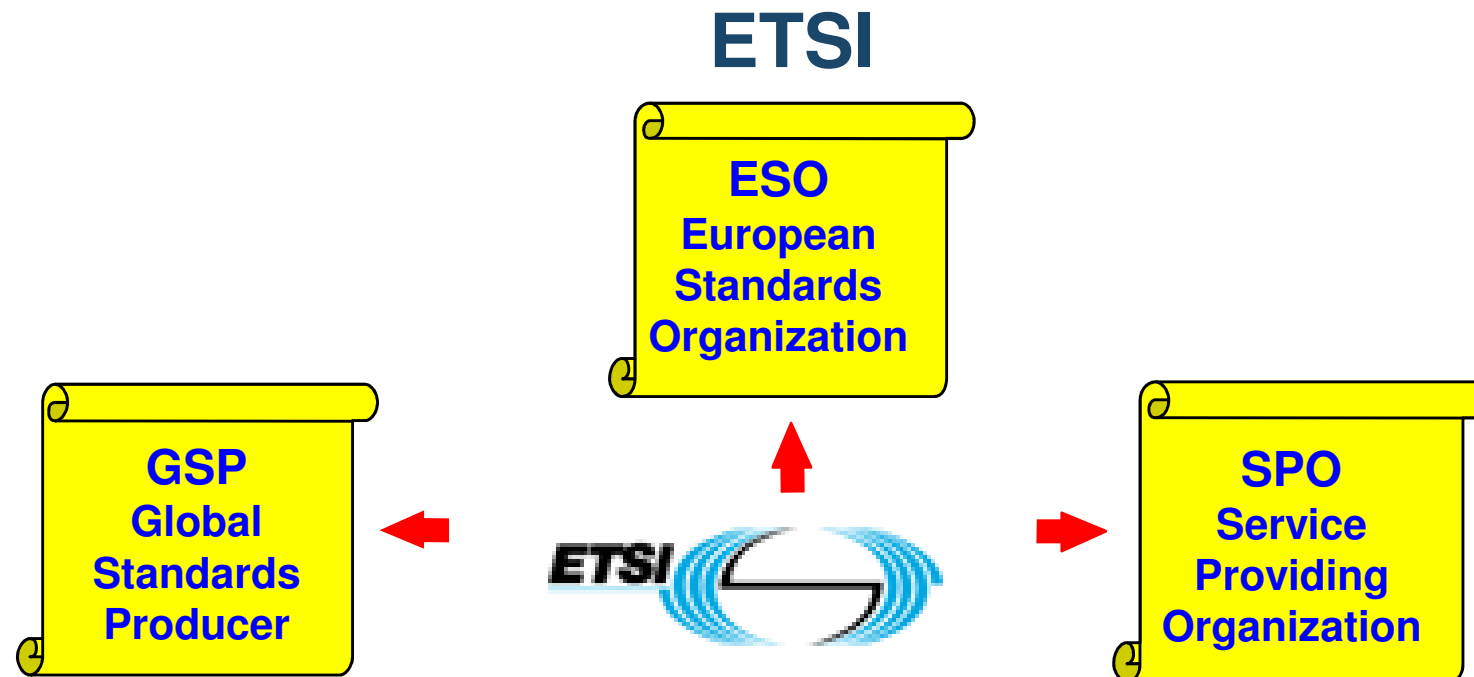 ETSI
ESO
European
Standards
Organization
GSP
Global
Standards
Producer
ETSI
SPO
Service
Providing
Organization